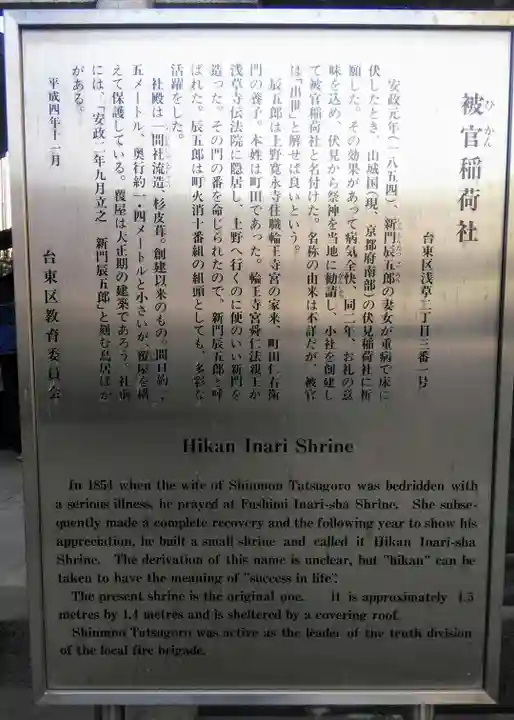 被官稲荷社
ひかん
台東区浅草二丁目三番一号
安政元年(一八五四)、新門辰五郎の妻女が重病で床に
伏したとき、山城国(現、京都府南部)の伏見稲荷社に祈
願した。その効果があって病気全快、同二年、お礼の意
味を込め、伏見から祭神を当地に勧請し、小社を創建し
て被官稲荷社と名付けた。名称の由来は不詳だが、被官
は「出世」と解せば良いという。
辰五郎は上野寛永寺住職輪王寺宮の家来、町田仁右衛
門の養子。本姓は町田であった。輪王寺宮舜仁法親王が
浅草寺伝法院に隠居し、上野へ行くのに便のいい新門を
造った。その門の番を命じられたので、新門辰五郎と呼
ばれた。辰五郎は町火消十番組の組頭としても、多彩な
活躍をした。
社殿は一間社流造、杉皮葺。創建以来のもの。間口約一・
五メートル、奥行約一・四メートルと小さいが、覆屋を構
えて保護している。覆屋は大正期の建築であろう。社前
には、「安政二年九月立之 新門辰五郎」と刻む鳥居ほか
がある。
平成四年十一月
台東区教育委員会
Hikan Inari Shrine
In 1854 when the wife of Shinmon Tatsugoro was bedridden with
a serious illness, he prayed at Fushimi Inari-sha Shrine. She subse-
quently made a complete recovery and the following year to show his
appreciation, he built a small shrine and called it Hikan Inari-sha
Shrine. The derivation of this name is unclear, but "hikan" can be
taken to have the meaning of "success in life".
The present shrine is the original one. It is approximately 1.5
metres by 1.4 metres and is sheltered by a covering roof.
Shinmon Tatsugoro was active as the leader of the tenth division
of the local fire brigade.